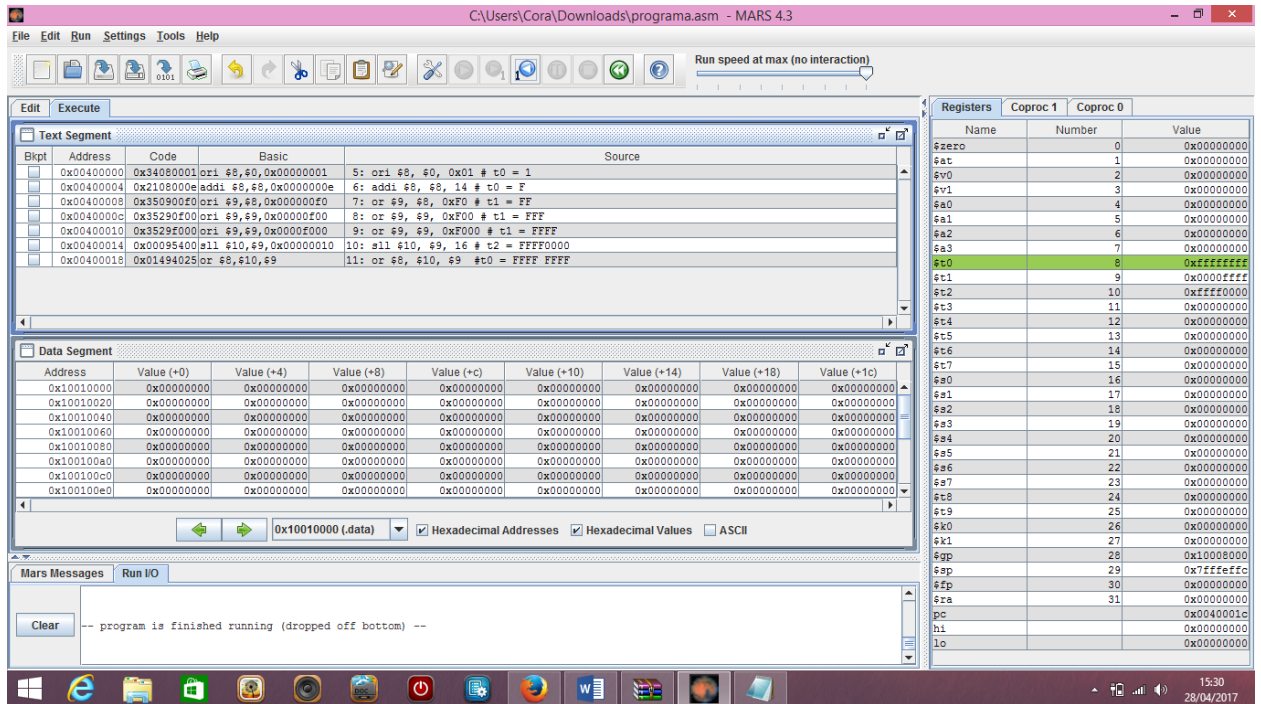 C:\Users\Cora\Downloads\programa.asm - MARS 4.3
File Edit Run Settings Tools Help
Run speed at max (no interaction)
Edit Execute
Text Segment
Bkpt Address Code Basic Source
0x00400000 0x34080001 ori $8,$0,0x00000001 5: ori $8, $0, 0x01 # t0 = 1
0x00400004 0x2108000e addi $8,$8,0x0000000e 6: addi $8, $8, 14 # t0 = F
0x00400008 0x350900f0 ori $9,$8,0x000000f0 7: or $9, $8, 0xF0 # t1 = FF
0x0040000c 0x35290f00 ori $9,$9,0x00000f00 8: or $9, $9, 0xF00 # t1 = FFF
0x00400010 0x3529f000 ori $9,$9,0x0000f000 9: or $9, $9, 0xF000 # t1 = FFFF
0x00400014 0x00095400 sll $10,$9,0x00000010 10: sll $10, $9, 16 # t2 = FFFF0000
0x00400018 0x01494025 or $8,$10,$9 11: or $8, $10, $9 #t0 = FFFF FFFF
Data Segment
Address Value (+0) Value (+4) Value (+8) Value (+c) Value (+10) Value (+14) Value (+18) Value (+1c)
0x10010000 0x00000000 0x00000000 0x00000000 0x00000000 0x00000000 0x00000000 0x00000000 0x00000000
0x10010020 0x00000000 0x00000000 0x00000000 0x00000000 0x00000000 0x00000000 0x00000000 0x00000000
0x10010040 0x00000000 0x00000000 0x00000000 0x00000000 0x00000000 0x00000000 0x00000000 0x00000000
0x10010060 0x00000000 0x00000000 0x00000000 0x00000000 0x00000000 0x00000000 0x00000000 0x00000000
0x10010080 0x00000000 0x00000000 0x00000000 0x00000000 0x00000000 0x00000000 0x00000000 0x00000000
0x100100a0 0x00000000 0x00000000 0x00000000 0x00000000 0x00000000 0x00000000 0x00000000 0x00000000
0x100100c0 0x00000000 0x00000000 0x00000000 0x00000000 0x00000000 0x00000000 0x00000000 0x00000000
0x100100e0 0x00000000 0x00000000 0x00000000 0x00000000 0x00000000 0x00000000 0x00000000 0x00000000
0x10010000 (.data) Hexadecimal Addresses Hexadecimal Values ASCII
Mars Messages Run I/O
Clear
-- program is finished running (dropped off bottom) --
Registers Coproc 1 Coproc 0
Name Number Value
$zero 0 0x00000000
$at 1 0x00000000
$v0 2 0x00000000
$v1 3 0x00000000
$a0 4 0x00000000
$a1 5 0x00000000
$a2 6 0x00000000
$a3 7 0x00000000
$t0 8 0xffffffff
$t1 9 0x0000ffff
$t2 10 0xffff0000
$t3 11 0x00000000
$t4 12 0x00000000
$t5 13 0x00000000
$t6 14 0x00000000
$t7 15 0x00000000
$s0 16 0x00000000
$s1 17 0x00000000
$s2 18 0x00000000
$s3 19 0x00000000
$s4 20 0x00000000
$s5 21 0x00000000
$s6 22 0x00000000
$s7 23 0x00000000
$t8 24 0x00000000
$t9 25 0x00000000
$k0 26 0x00000000
$k1 27 0x00000000
$gp 28 0x10008000
$sp 29 0x7fffeffc
$fp 30 0x00000000
$ra 31 0x00000000
pc 0x0040001c
hi 0x00000000
lo 0x00000000
15:30
28/04/2017